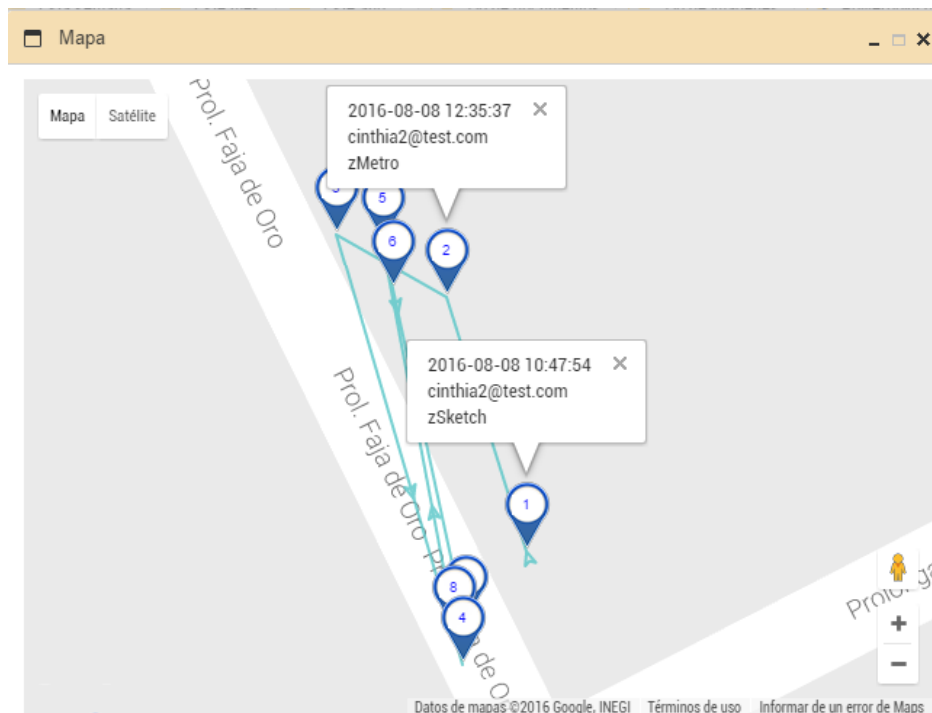 Mapa
Mapa
Satélite
Prol. Faja de Oro
2016-08-08 12:35:37
cinthia2@test.com
zMetro
5
6
2
2016-08-08 10:47:54
cinthia2@test.com
zSketch
Prol. Faja de Oro
1
8
4
de O
Datos de mapas ©2016 Google, INEGI
Términos de uso
Informar de un error de Maps